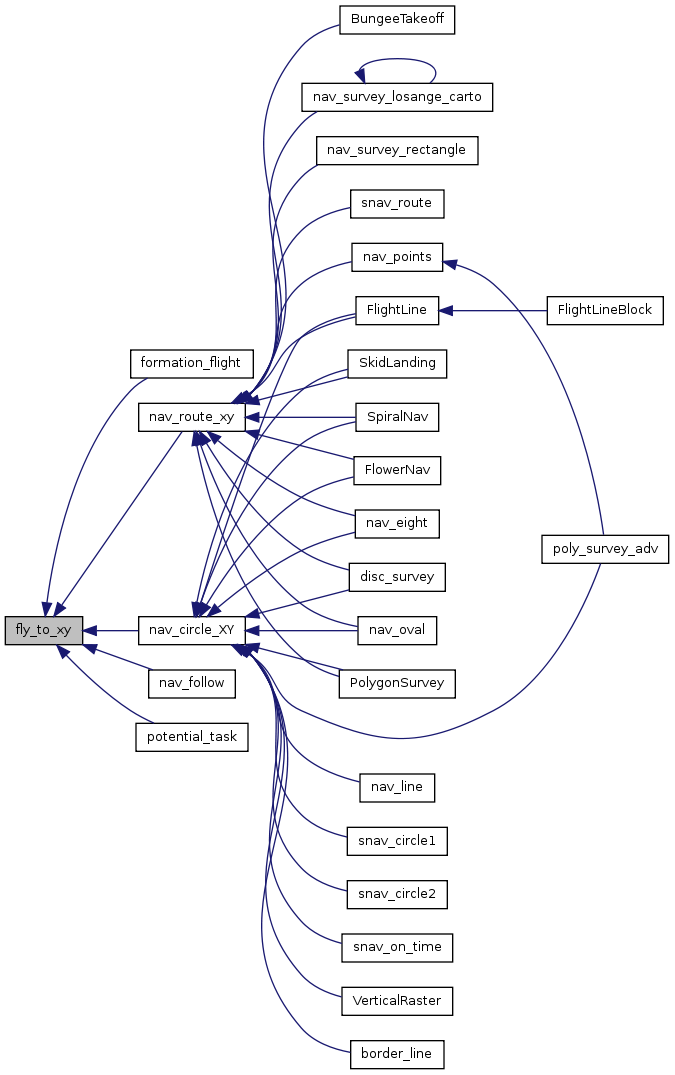 BungeeTakeoff
nav_survey_losange_carto
nav_survey_rectangle
snav_route
nav_points
FlightLine
FlightLineBlock
formation_flight
SkidLanding
nav_route_xy
SpiralNav
FlowerNav
nav_eight
poly_survey_adv
disc_survey
fly_to_xy
nav_circle_XY
nav_oval
nav_follow
PolygonSurvey
potential_task
nav_line
snav_circle1
snav_circle2
snav_on_time
VerticalRaster
border_line